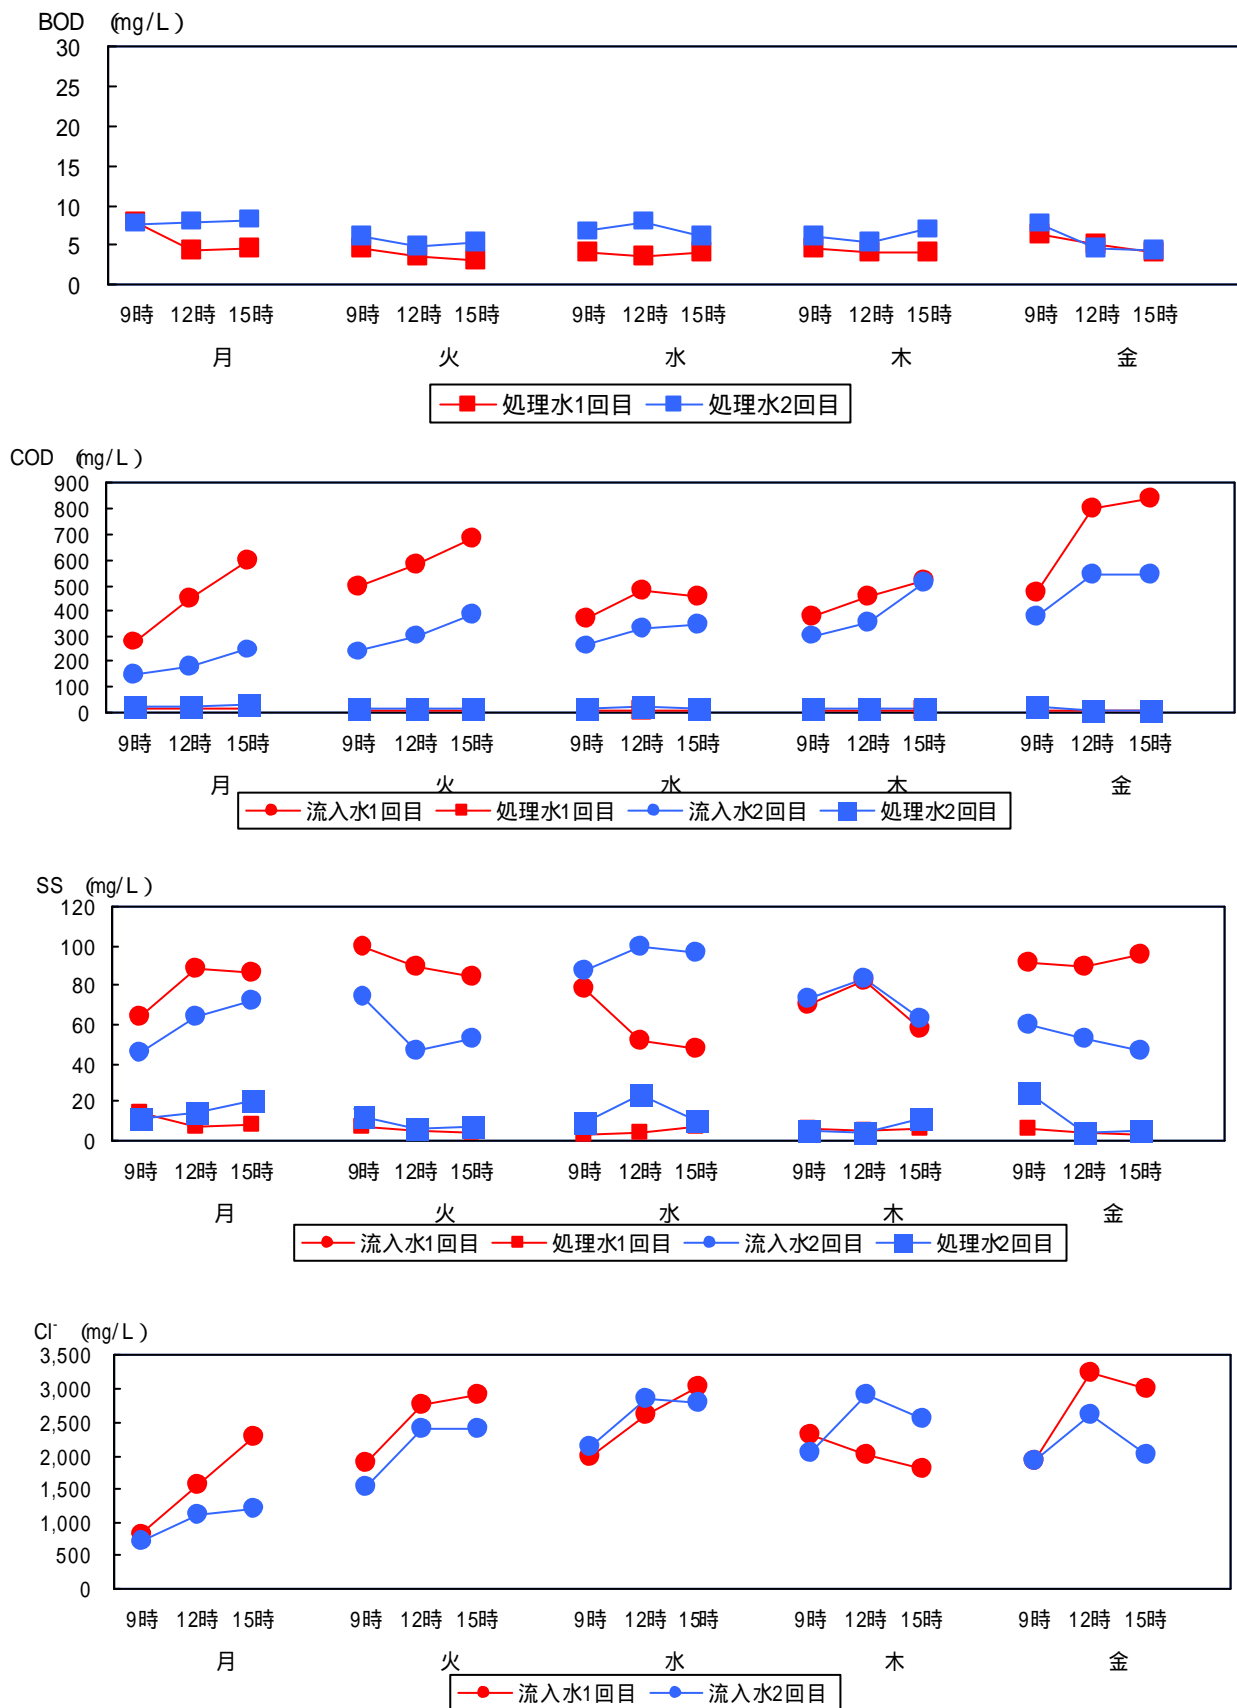 BOD (mg/L)
30
25
20
15
10
5
0
9時 12時 15時 9時 12時 15時 9時 12時 15時 9時 12時 15時 9時 12時 15時
月 火 水 木 金
処理水1回目 処理水2回目
COD (mg/L)
900
800
700
600
500
400
300
200
100
0
9時 12時 15時 9時 12時 15時 9時 12時 15時 9時 12時 15時 9時 12時 15時
月 火 水 木 金
流入水1回目 処理水1回目 流入水2回目 処理水2回目
SS (mg/L)
120
100
80
60
40
20
0
9時 12時 15時 9時 12時 15時 9時 12時 15時 9時 12時 15時 9時 12時 15時
月 火 水 木 金
流入水1回目 処理水1回目 流入水2回目 処理水2回目
Cl⁻ (mg/L)
3,500
3,000
2,500
2,000
1,500
1,000
500
0
9時 12時 15時 9時 12時 15時 9時 12時 15時 9時 12時 15時 9時 12時 15時
月 火 水 木 金
流入水1回目 流入水2回目